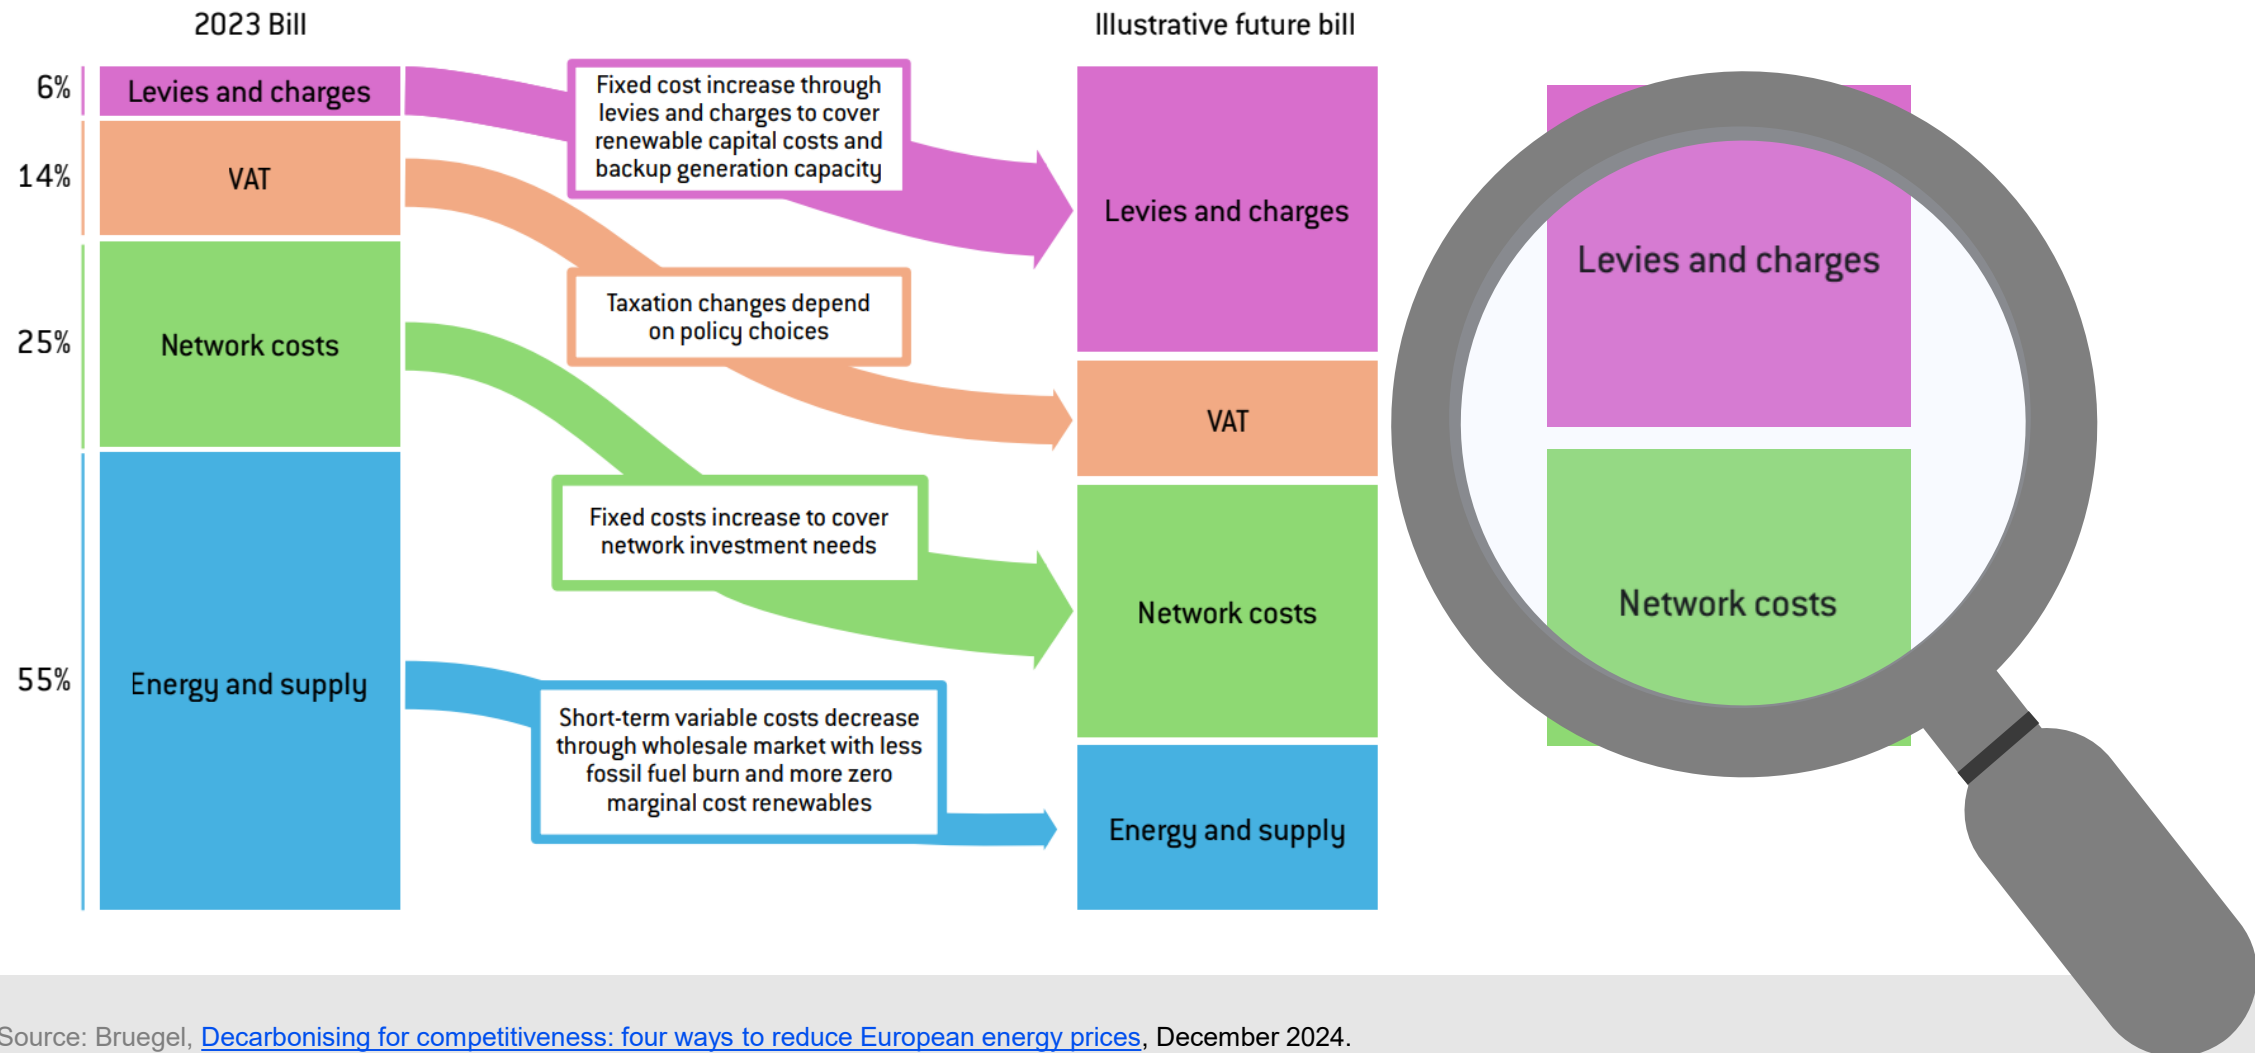 2023 Bill
Illustrative future bill
6%
Levies and charges
14%
VAT
25%
Network costs
55%
Energy and supply
Fixed cost increase through
levies and charges to cover
renewable capital costs and
backup generation capacity
Taxation changes depend
on policy choices
Fixed costs increase to cover
network investment needs
Short-term variable costs decrease
through wholesale market with less
fossil fuel burn and more zero
marginal cost renewables
Levies and charges
VAT
Network costs
Energy and supply
Levies and charges
Network costs
Source: Bruegel, Decarbonising for competitiveness: four ways to reduce European energy prices, December 2024.